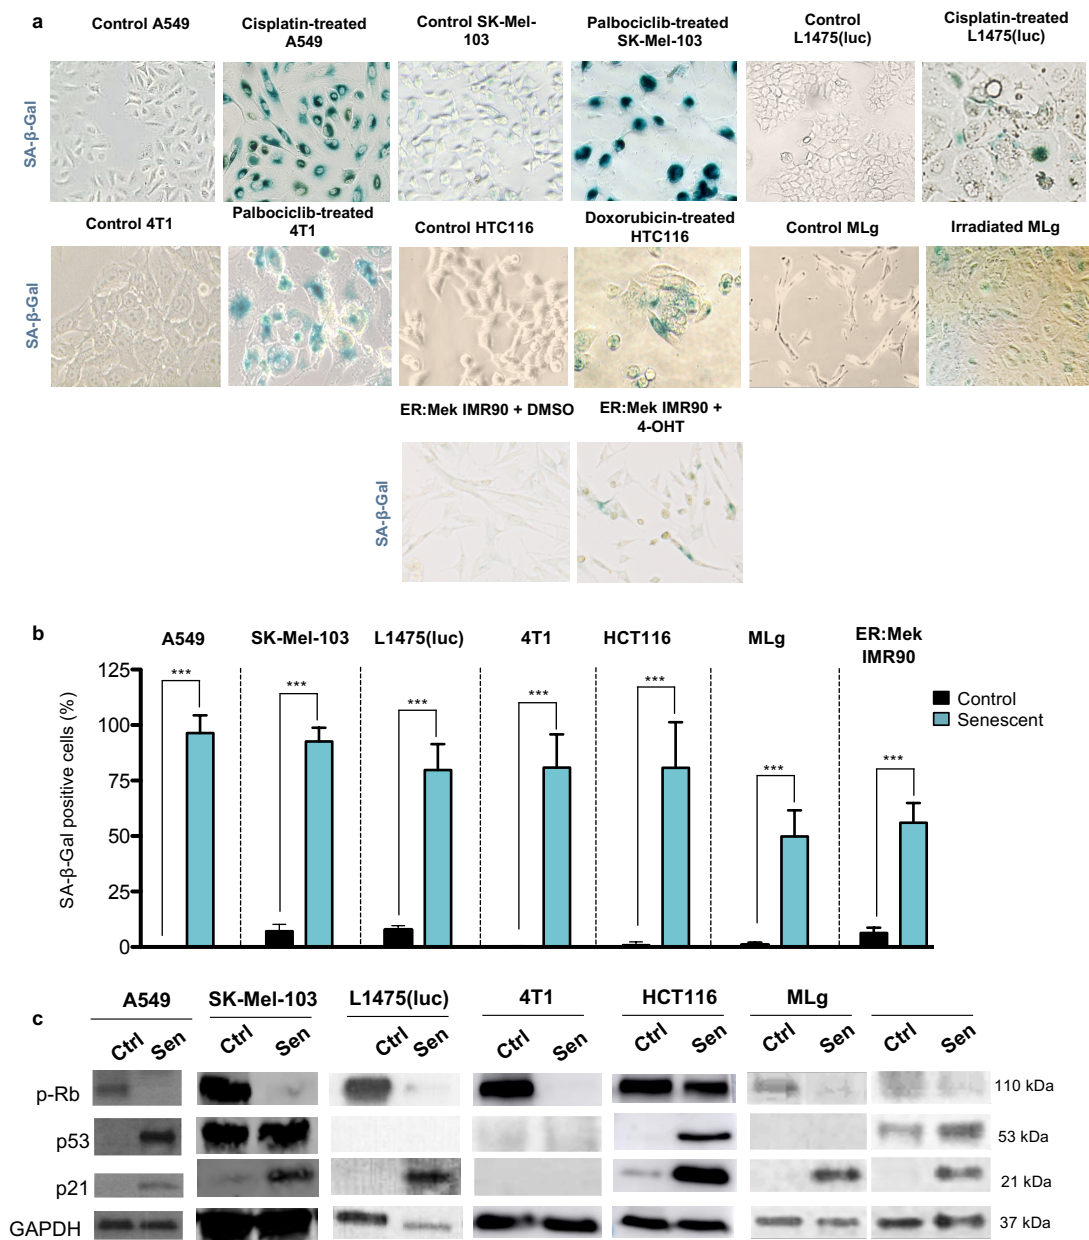 a
Control A549
Cisplatin-treated
A549
Control SK-Mel-
103
Palbociclib-treated
SK-Mel-103
Control
L1475(luc)
Cisplatin-treated
L1475(luc)
SA-β-Gal
Control 4T1
Palbociclib-treated
4T1
Control HTC116
Doxorubicin-treated
HTC116
Control MLg
Irradiated MLg
SA-β-Gal
ER:Mek IMR90 + DMSO
ER:Mek IMR90 +
4-OHT
SA-β-Gal
b
A549
SK-Mel-103
L1475(luc)
4T1
HCT116
MLg
ER:Mek
IMR90
SA-β-Gal positive cells (%)
125
100
75
50
25
0
***
***
***
***
***
***
***
Control
Senescent
c
A549
SK-Mel-103
L1475(luc)
4T1
HCT116
MLg
Ctrl Sen
Ctrl Sen
Ctrl Sen
Ctrl Sen
Ctrl Sen
Ctrl Sen
Ctrl Sen
p-Rb
110 kDa
p53
53 kDa
p21
21 kDa
GAPDH
37 kDa